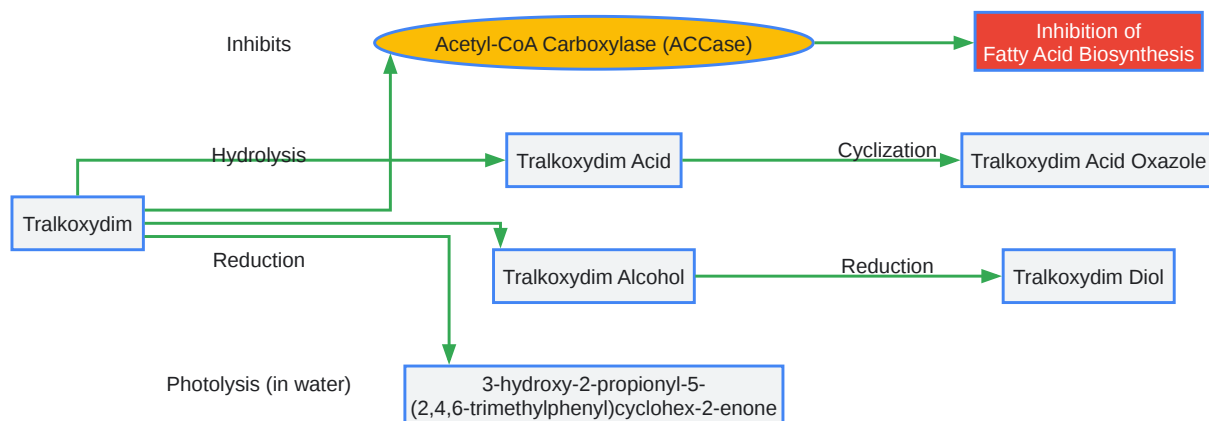 Inhibits
Acetyl-CoA Carboxylase (ACCase)
Inhibition of
Fatty Acid Biosynthesis
Hydrolysis
Tralkoxydim Acid
Cyclization
Tralkoxydim Acid Oxazole
Tralkoxydim
Reduction
Tralkoxydim Alcohol
Reduction
Tralkoxydim Diol
Photolysis (in water)
3-hydroxy-2-propionyl-5-
(2,4,6-trimethylphenyl)cyclohex-2-enone